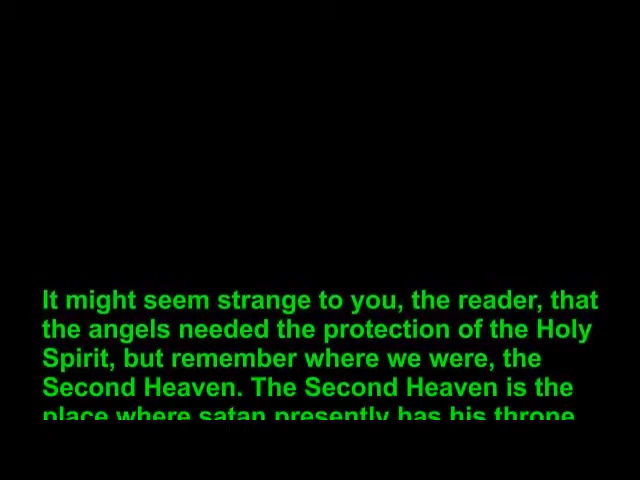 It might seem strange to you, the reader, that
the angels needed the protection of the Holy
Spirit, but remember where we were, the
Second Heaven. The Second Heaven is the
place where satan presently has his throne